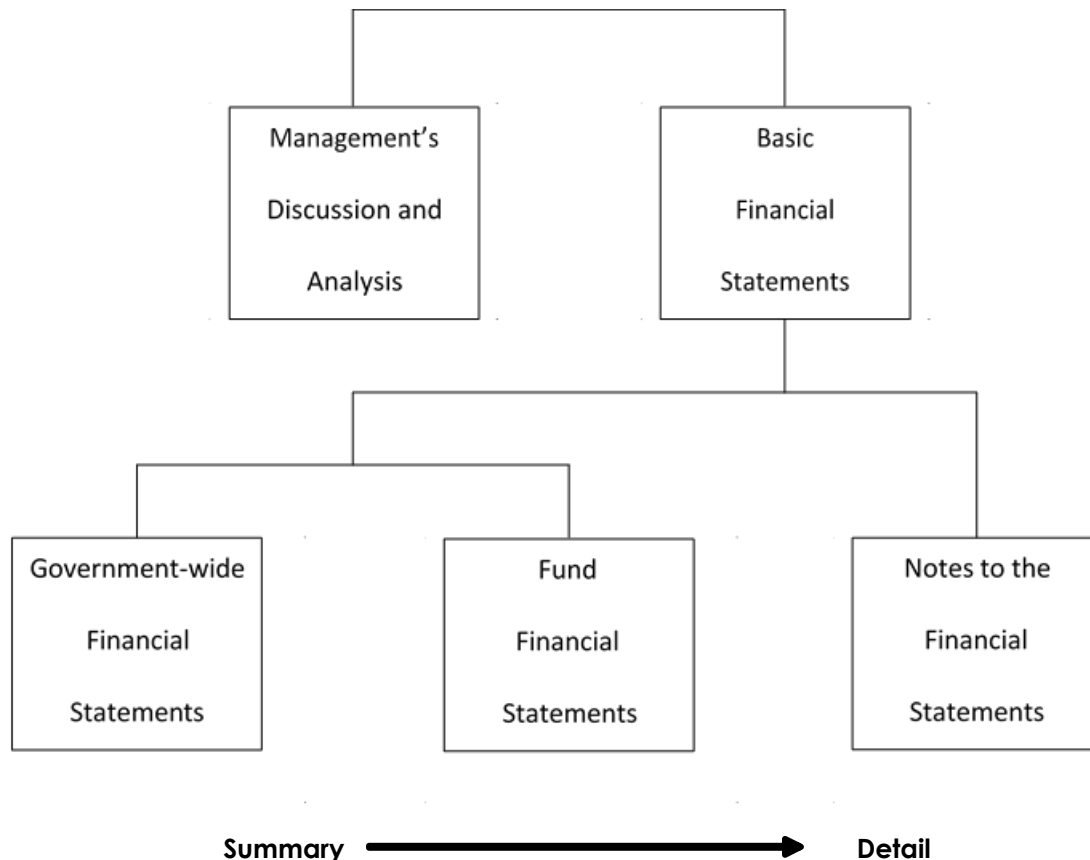 Management’s
Discussion and
Analysis
Basic
Financial
Statements
Government-wide
Financial
Statements
Fund
Financial
Statements
Notes to the
Financial
Statements
Summary
Detail